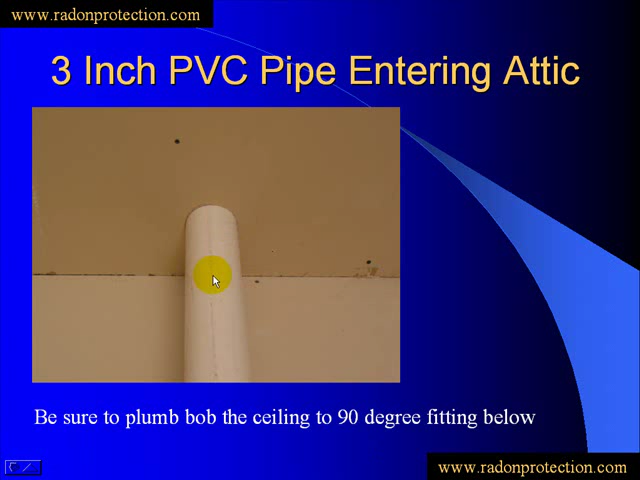 www.radonprotection.com
3 Inch PVC Pipe Entering Attic
Be sure to plumb bob the ceiling to 90 degree fitting below
www.radonprotection.com